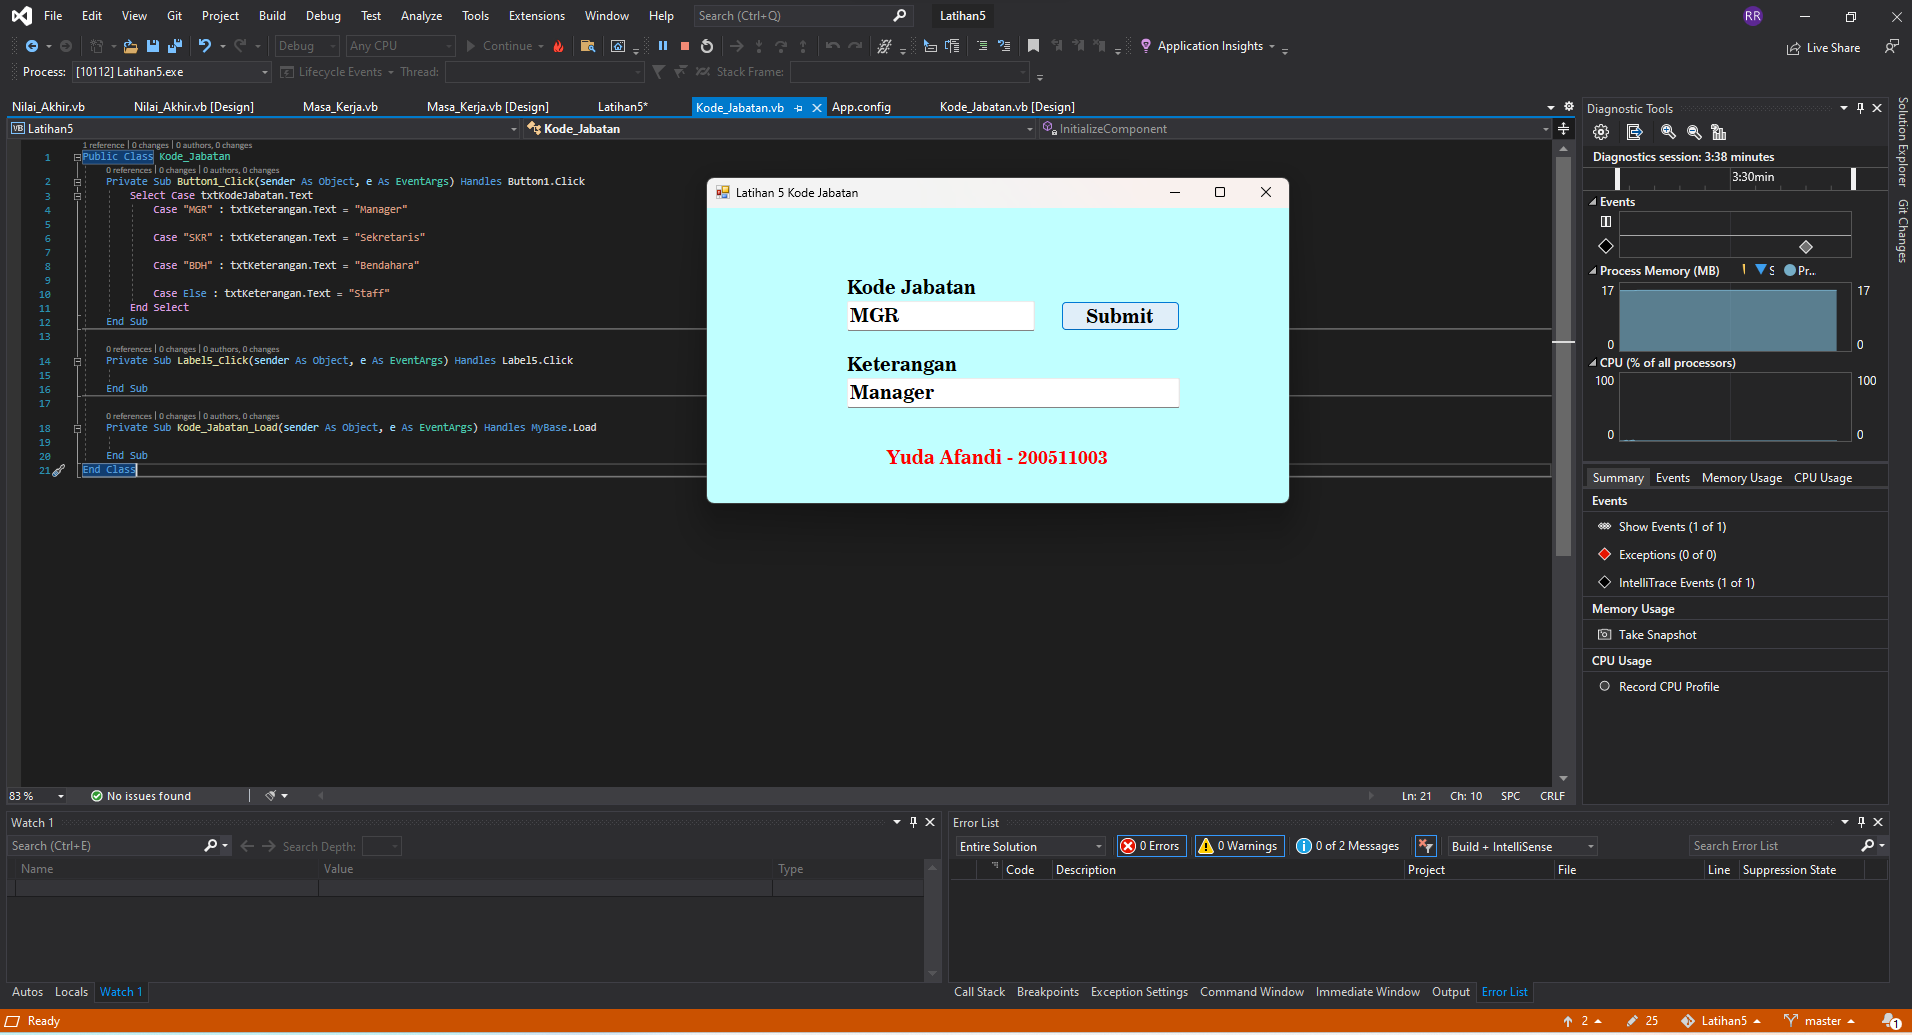 File Edit View Git Project Build Debug Test Analyze Tools Extensions Window Help Search (Ctrl+Q) Latihan5 RR
Debug Any CPU Continue Application Insights Live Share
Process: [10112] Latihan5.exe Lifecycle Events Thread: Stack Frame:
Nilai_Akhir.vb Nilai_Akhir.vb [Design] Masa_Kerja.vb Masa_Kerja.vb [Design] Latihan5* Kode_Jabatan.vb App.config Kode_Jabatan.vb [Design]
VB Latihan5 Kode_Jabatan InitializeComponent
1 reference | 0 changes | 0 authors, 0 changes
1 Public Class Kode_Jabatan
0 references | 0 changes | 0 authors, 0 changes
2 Private Sub Button1_Click(sender As Object, e As EventArgs) Handles Button1.Click
3 Select Case txtKodeJabatan.Text
4 Case "MGR" : txtKeterangan.Text = "Manager"
5
6 Case "SKR" : txtKeterangan.Text = "Sekretaris"
7
8 Case "BDH" : txtKeterangan.Text = "Bendahara"
9
10 Case Else : txtKeterangan.Text = "Staff"
11 End Select
12 End Sub
13
0 references | 0 changes | 0 authors, 0 changes
14 Private Sub Label5_Click(sender As Object, e As EventArgs) Handles Label5.Click
15
16 End Sub
17
0 references | 0 changes | 0 authors, 0 changes
18 Private Sub Kode_Jabatan_Load(sender As Object, e As EventArgs) Handles MyBase.Load
19
20 End Sub
21 End Class
Latihan 5 Kode Jabatan
Kode Jabatan
MGR Submit
Keterangan
Manager
Yuda Afandi - 200511003
83 % No issues found Ln: 21 Ch: 10 SPC CRLF
Diagnostic Tools
Diagnostics session: 3:38 minutes
3:30min
Events
Process Memory (MB) S Pr...
17 17
0 0
CPU (% of all processors)
100 100
0 0
Summary Events Memory Usage CPU Usage
Events
Show Events (1 of 1)
Exceptions (0 of 0)
IntelliTrace Events (1 of 1)
Memory Usage
Take Snapshot
CPU Usage
Record CPU Profile
Solution Explorer
Git Changes
Watch 1
Search (Ctrl+E) Search Depth:
Name Value Type
Autos Locals Watch 1
Error List
Entire Solution 0 Errors 0 Warnings 0 of 2 Messages Build + IntelliSense Search Error List
Code Description Project File Line Suppression State
Call Stack Breakpoints Exception Settings Command Window Immediate Window Output Error List
Ready 2 25 Latihan5 master 1